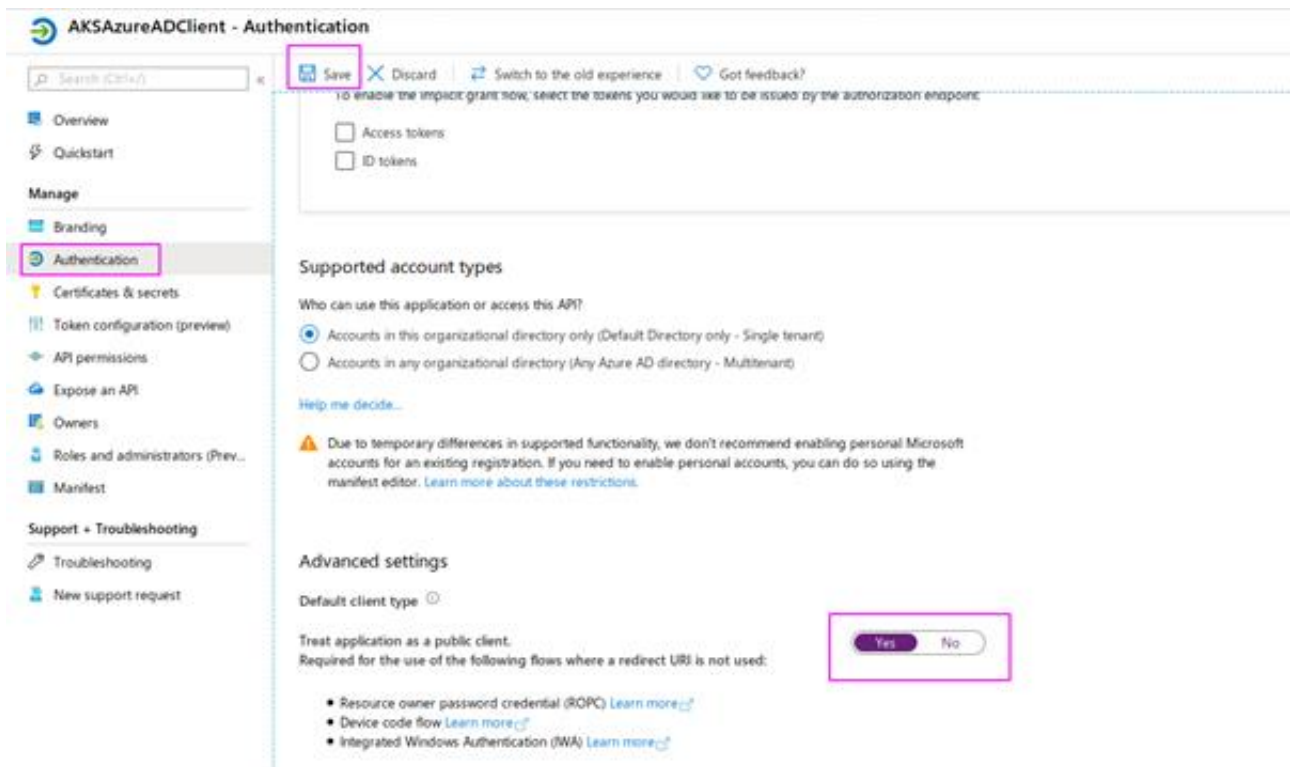 AKSAzureADClient - Authentication
Search (Ctrl+/)
«
Save
Discard
Switch to the old experience
Got feedback?
To enable the implicit grant flow, select the tokens you would like to be issued by the authorization endpoint:
Access tokens
ID tokens
Overview
Quickstart
Manage
Branding
Authentication
Certificates & secrets
Token configuration (preview)
API permissions
Expose an API
Owners
Roles and administrators (Prev...
Manifest
Support + Troubleshooting
Troubleshooting
New support request
Supported account types
Who can use this application or access this API?
Accounts in this organizational directory only (Default Directory only - Single tenant)
Accounts in any organizational directory (Any Azure AD directory - Multitenant)
Help me decide...
Due to temporary differences in supported functionality, we don't recommend enabling personal Microsoft
accounts for an existing registration. If you need to enable personal accounts, you can do so using the
manifest editor. Learn more about these restrictions.
Advanced settings
Default client type
Treat application as a public client.
Required for the use of the following flows where a redirect URI is not used:
Yes
No
• Resource owner password credential (ROPC) Learn more
• Device code flow Learn more
• Integrated Windows Authentication (IWA) Learn more